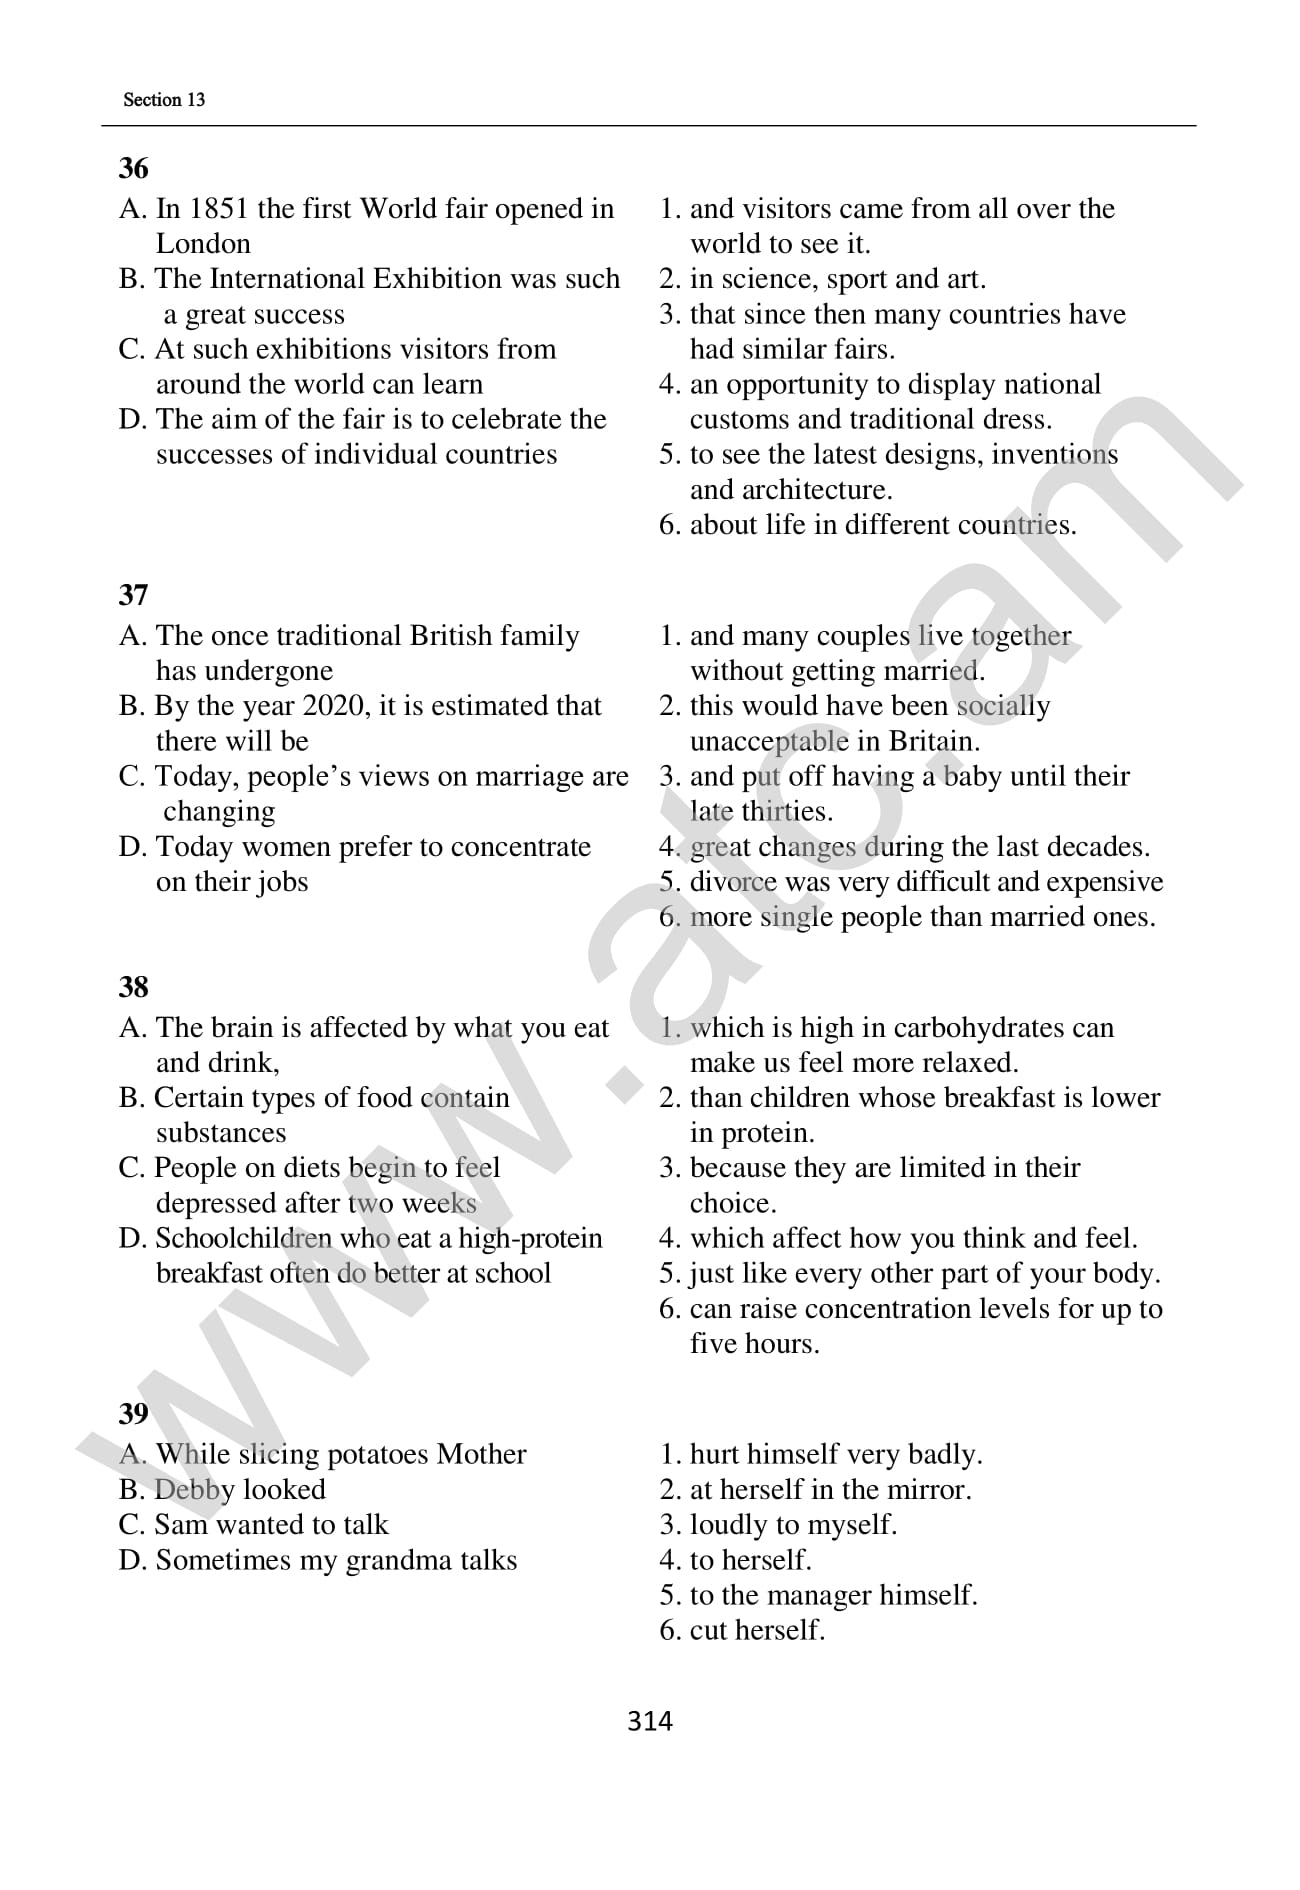 Section 13
36
A. In 1851 the first World fair opened in
London
B. The International Exhibition was such
a great success
C. At such exhibitions visitors from
around the world can learn
D. The aim of the fair is to celebrate the
successes of individual countries
1. and visitors came from all over the
world to see it.
2. in science, sport and art.
3. that since then many countries have
had similar fairs.
4. an opportunity to display national
customs and traditional dress.
5. to see the latest designs, inventions
and architecture.
6. about life in different countries.
37
A. The once traditional British family
has undergone
B. By the year 2020, it is estimated that
there will be
C. Today, people’s views on marriage are
changing
D. Today women prefer to concentrate
on their jobs
1. and many couples live together
without getting married.
2. this would have been socially
unacceptable in Britain.
3. and put off having a baby until their
late thirties.
4. great changes during the last decades.
5. divorce was very difficult and expensive
6. more single people than married ones.
38
A. The brain is affected by what you eat
and drink,
B. Certain types of food contain
substances
C. People on diets begin to feel
depressed after two weeks
D. Schoolchildren who eat a high-protein
breakfast often do better at school
1. which is high in carbohydrates can
make us feel more relaxed.
2. than children whose breakfast is lower
in protein.
3. because they are limited in their
choice.
4. which affect how you think and feel.
5. just like every other part of your body.
6. can raise concentration levels for up to
five hours.
39
A. While slicing potatoes Mother
B. Debby looked
C. Sam wanted to talk
D. Sometimes my grandma talks
1. hurt himself very badly.
2. at herself in the mirror.
3. loudly to myself.
4. to herself.
5. to the manager himself.
6. cut herself.
314
www.atc.am